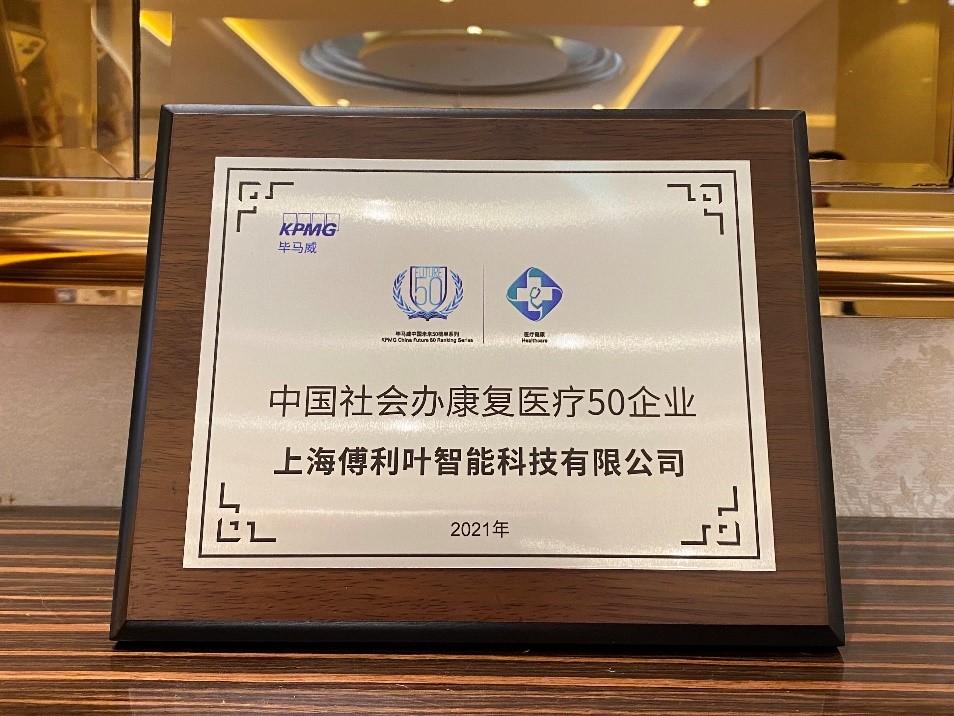 KPMG
毕马威
FUTURE
50
毕马威中国未来50榜单系列
KPMG China Future 50 Ranking Series
医疗健康
Healthcare
中国社会办康复医疗50企业
上海傅利叶智能科技有限公司
2021年